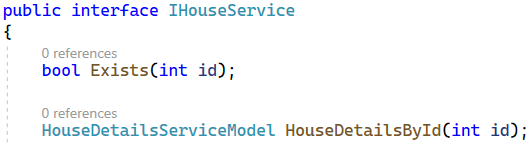 public interface IHouseService
{
0 references
bool Exists(int id);
0 references
HouseDetailsServiceModel HouseDetailsById(int id);